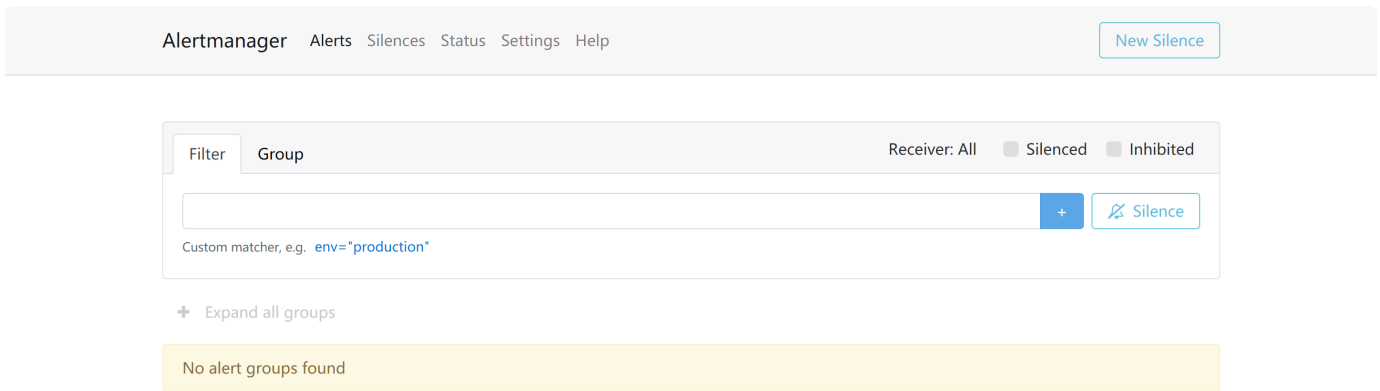 Alertmanager Alerts Silences Status Settings Help New Silence
Filter Group Receiver: All Silenced Inhibited
+ Silence
Custom matcher, e.g. env="production"
+ Expand all groups
No alert groups found